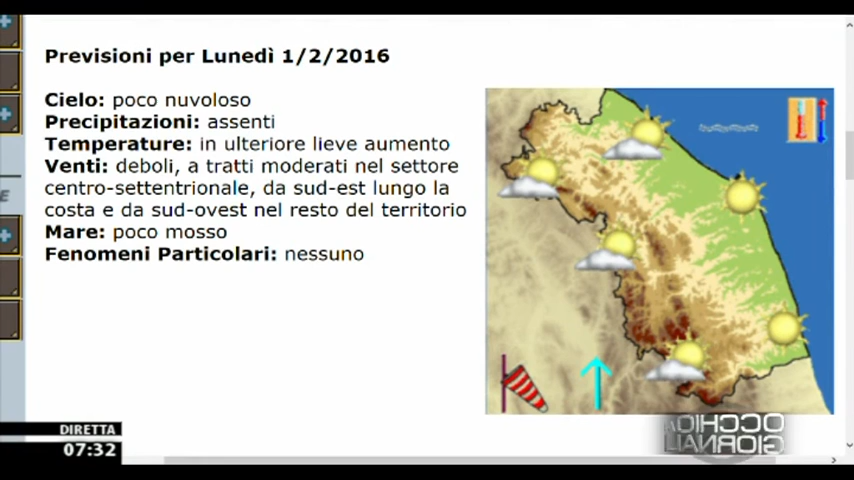 Previsioni per Lunedì 1/2/2016
Cielo: poco nuvoloso
Precipitazioni: assenti
Temperature: in ulteriore lieve aumento
Venti: deboli, a tratti moderati nel settore
centro-settentrionale, da sud-est lungo la
costa e da sud-ovest nel resto del territorio
Mare: poco mosso
Fenomeni Particolari: nessuno
E
DIRETTA
07:32
OCCHIO AI
GIORNALI